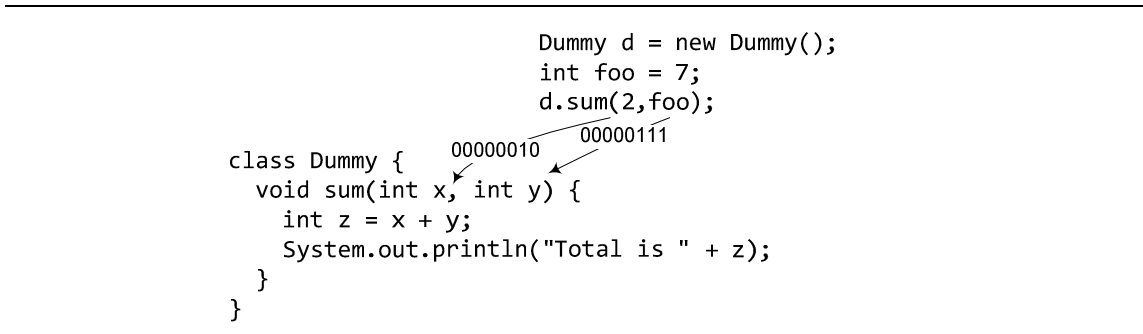 Dummy d = new Dummy();
int foo = 7;
d.sum(2,foo);
00000010
00000111
class Dummy {
void sum(int x, int y) {
int z = x + y;
System.out.println("Total is " + z);
}
}